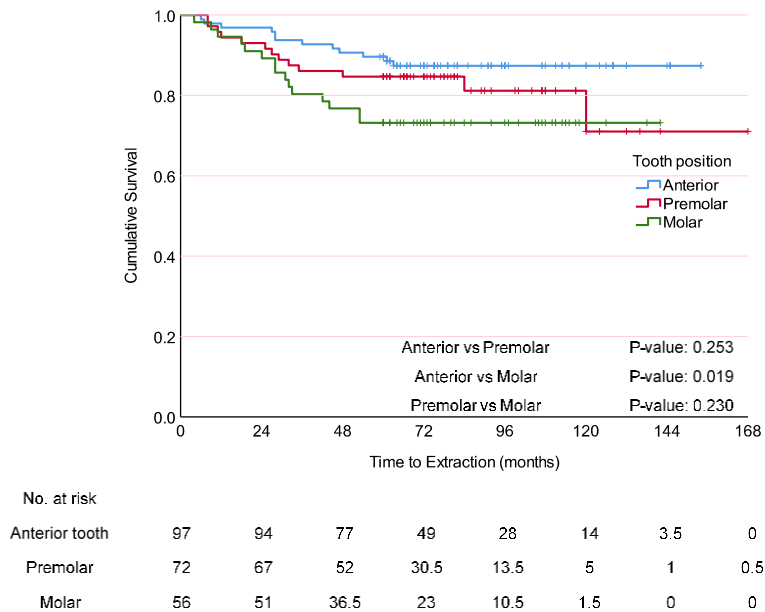 1.0
0.8
0.6
0.4
0.2
0.0
Cumulative Survival
Tooth position
Anterior
Premolar
Molar
Anterior vs Premolar P-value: 0.253
Anterior vs Molar P-value: 0.019
Premolar vs Molar P-value: 0.230
0 24 48 72 96 120 144 168
Time to Extraction (months)
No. at risk
Anterior tooth 97 94 77 49 28 14 3.5 0
Premolar 72 67 52 30.5 13.5 5 1 0.5
Molar 56 51 36.5 23 10.5 1.5 0 0